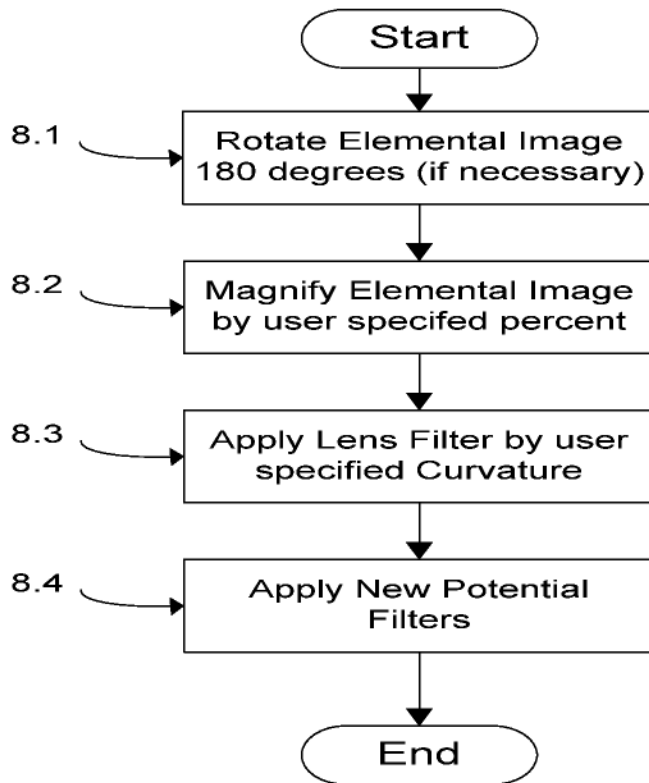 Start
8.1
Rotate Elemental Image
180 degrees (if necessary)
8.2
Magnify Elemental Image
by user specifed percent
8.3
Apply Lens Filter by user
specified Curvature
8.4
Apply New Potential
Filters
End